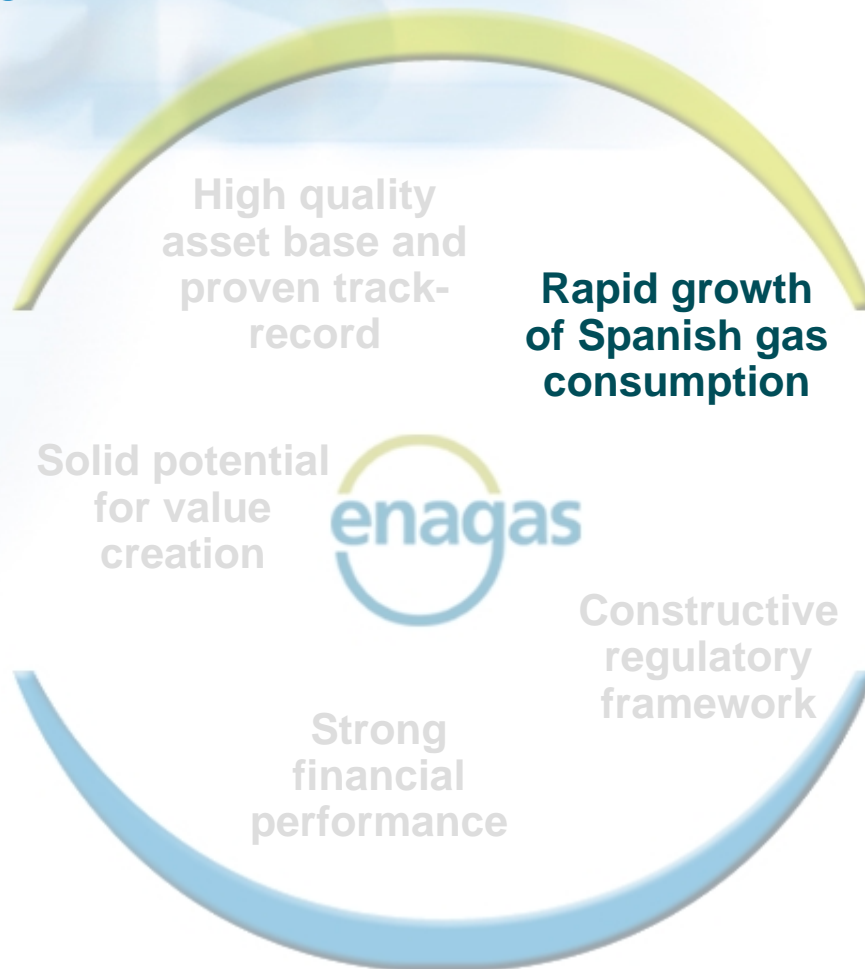 High quality
asset base and
proven track-
record
Rapid growth
of Spanish gas
consumption
Solid potential
for value
creation
enagas
Constructive
regulatory
framework
Strong
financial
performance